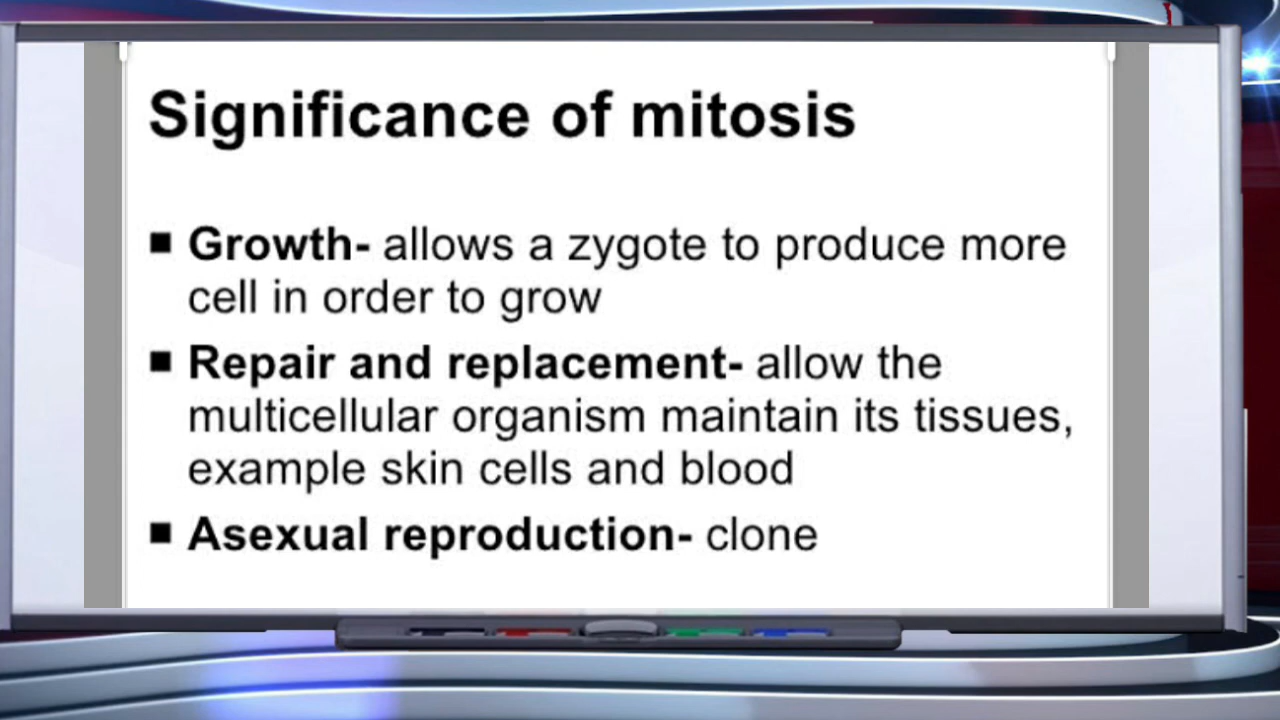 Significance of mitosis
■ Growth- allows a zygote to produce more
cell in order to grow
■ Repair and replacement- allow the
multicellular organism maintain its tissues,
example skin cells and blood
■ Asexual reproduction- clone